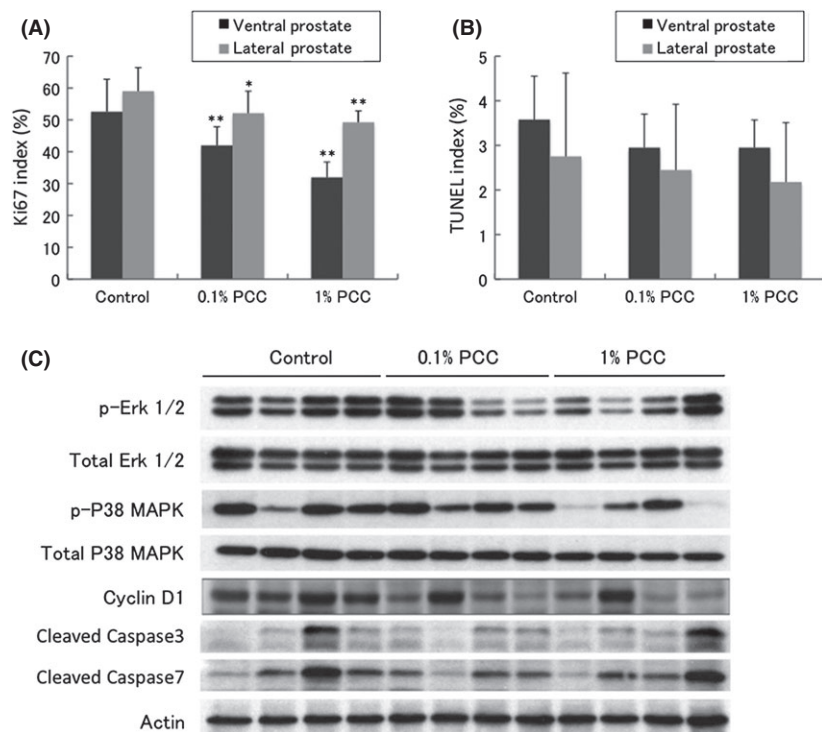 (A)
Ventral prostate
Lateral prostate
Ki67 index (%)
70
60
50
40
30
20
10
0
** * ** **
Control 0.1% PCC 1% PCC
(B)
Ventral prostate
Lateral prostate
TUNEL index (%)
5
4
3
2
1
0
Control 0.1% PCC 1% PCC
(C)
Control 0.1% PCC 1% PCC
p-Erk 1/2
Total Erk 1/2
p-P38 MAPK
Total P38 MAPK
Cyclin D1
Cleaved Caspase3
Cleaved Caspase7
Actin